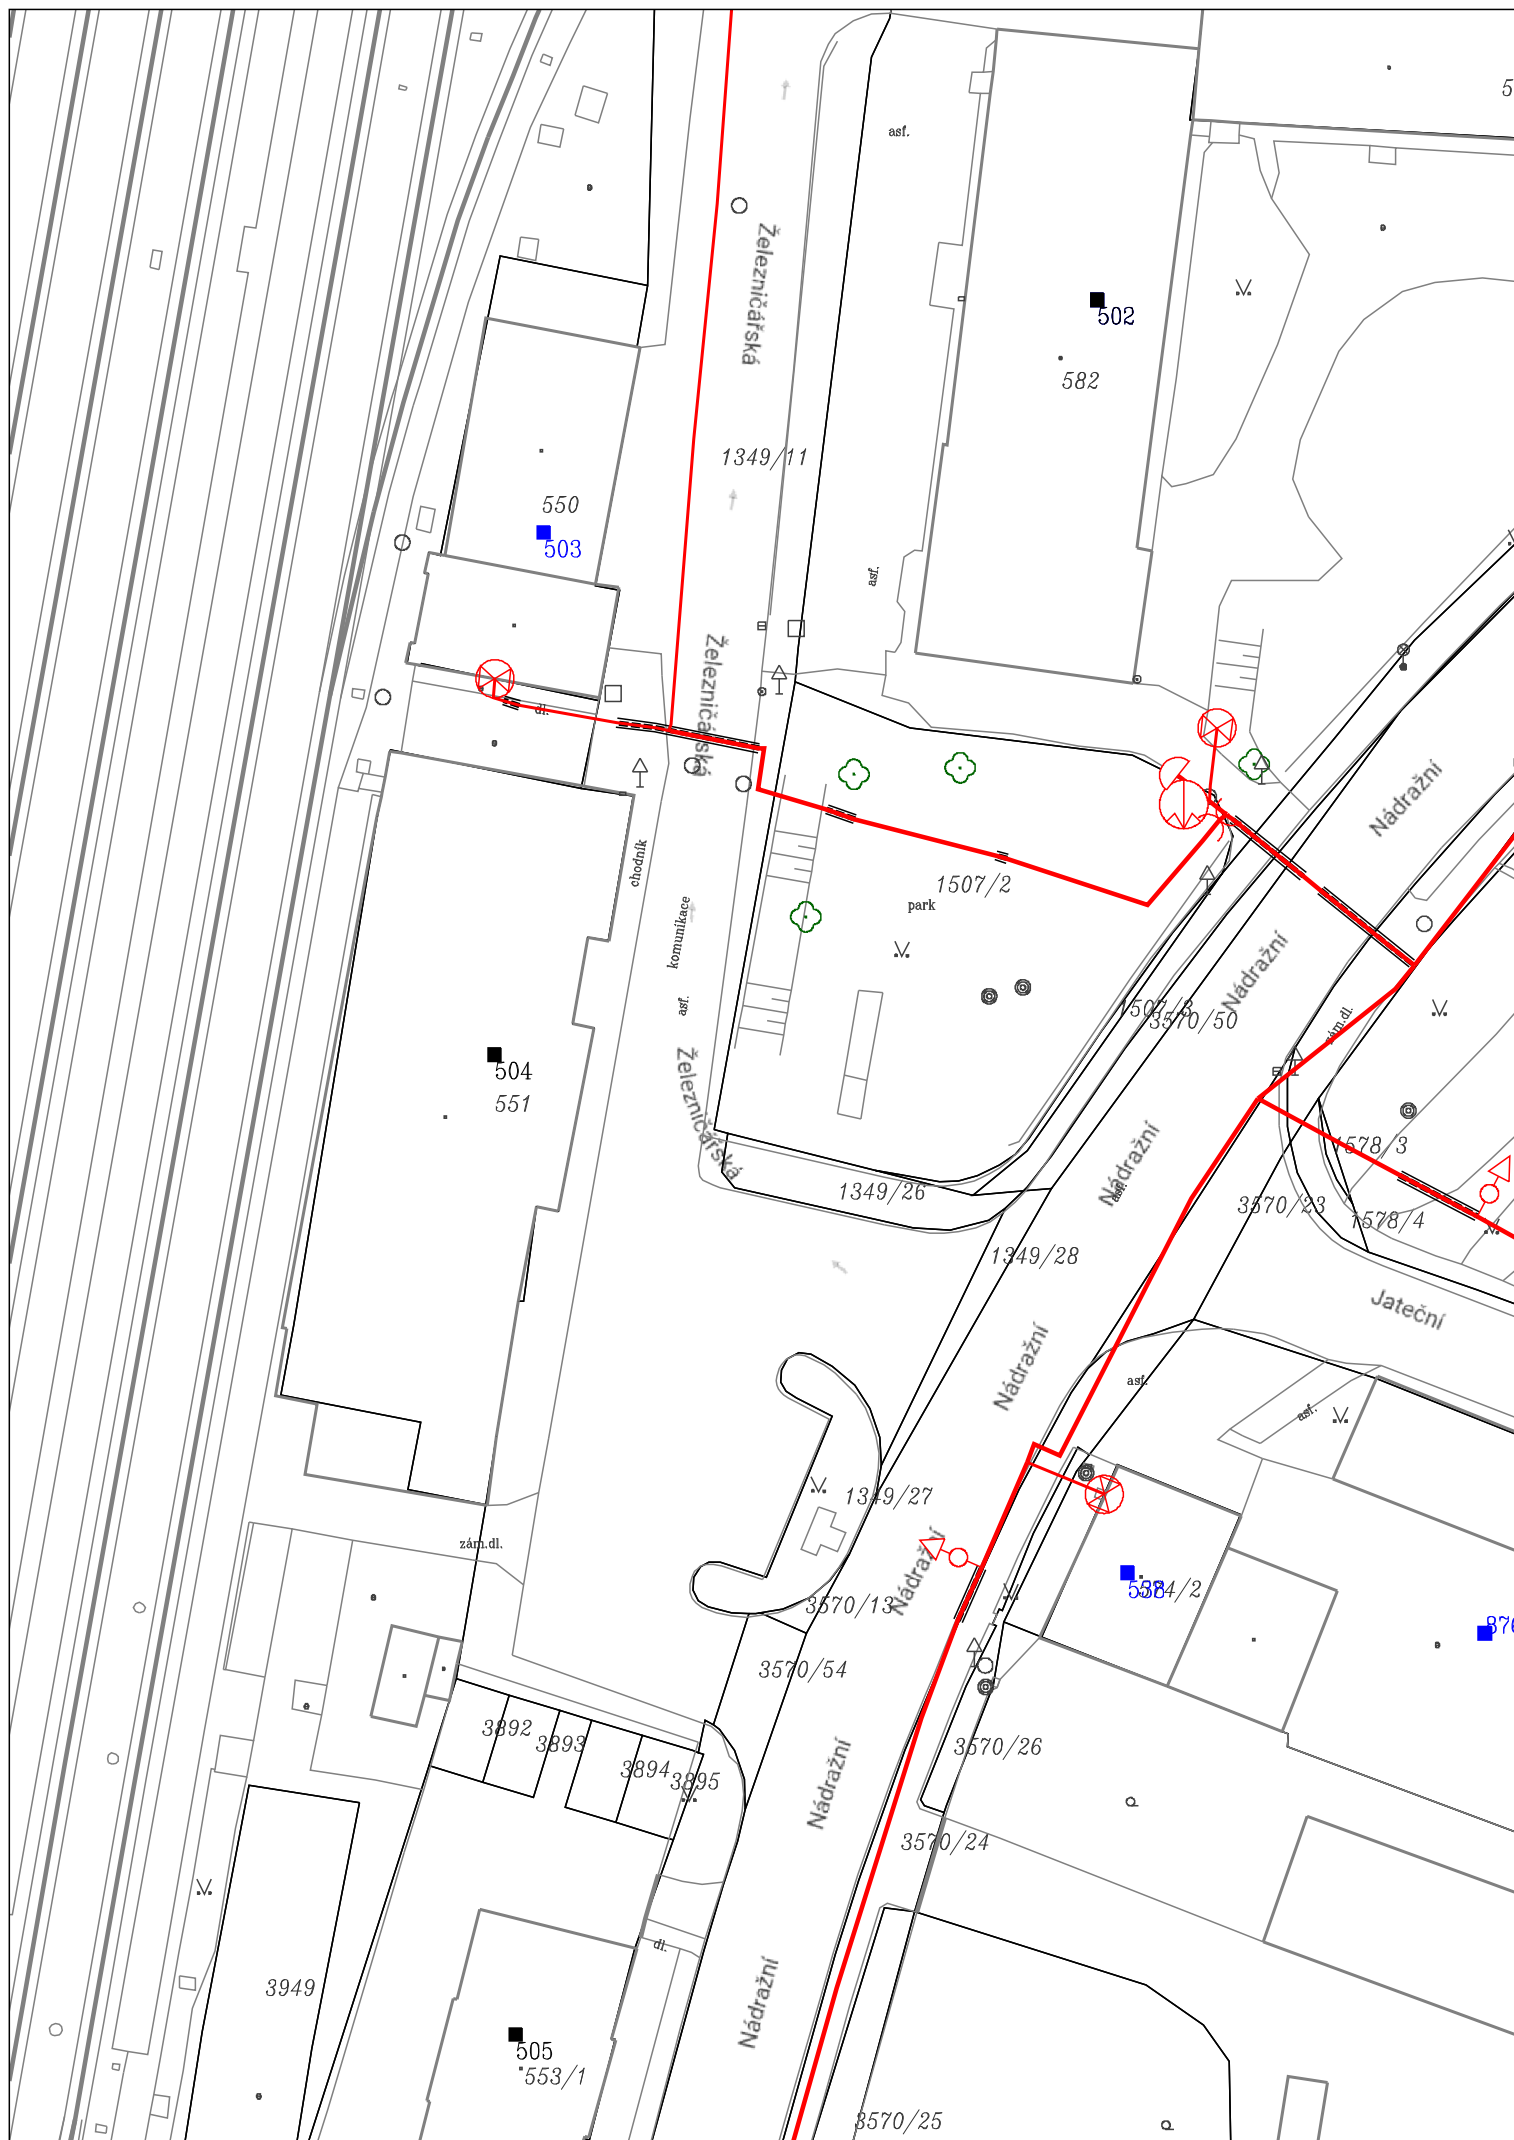 asf.
Železničářská
502
582
1349/11
550
503
asf.
Železničářská
dl.
Nádražní
chodník
1507/2
park
komunikace
Nádražní
asf.
1507/3
3570/50
zám.dl.
504
551
Železničářská
1578/3
Nádražní
asf.
1349/26
3570/23
1578/4
1349/28
Jateční
Nádražní
asf.
asf.
1349/27
zám.dl.
Nádražní
3570/13
3570/54
3892
3893
3894
3895
3570/26
Nádražní
3570/24
dl.
3949
Nádražní
505
553/1
3570/25